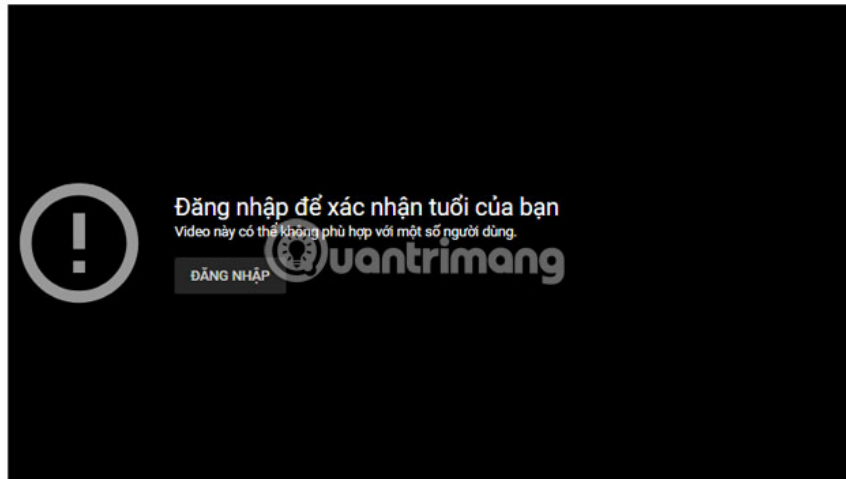 Đăng nhập để xác nhận tuổi của bạn
Video này có thể không phù hợp với một số người dùng.
ĐĂNG NHẬP
Quantrimang